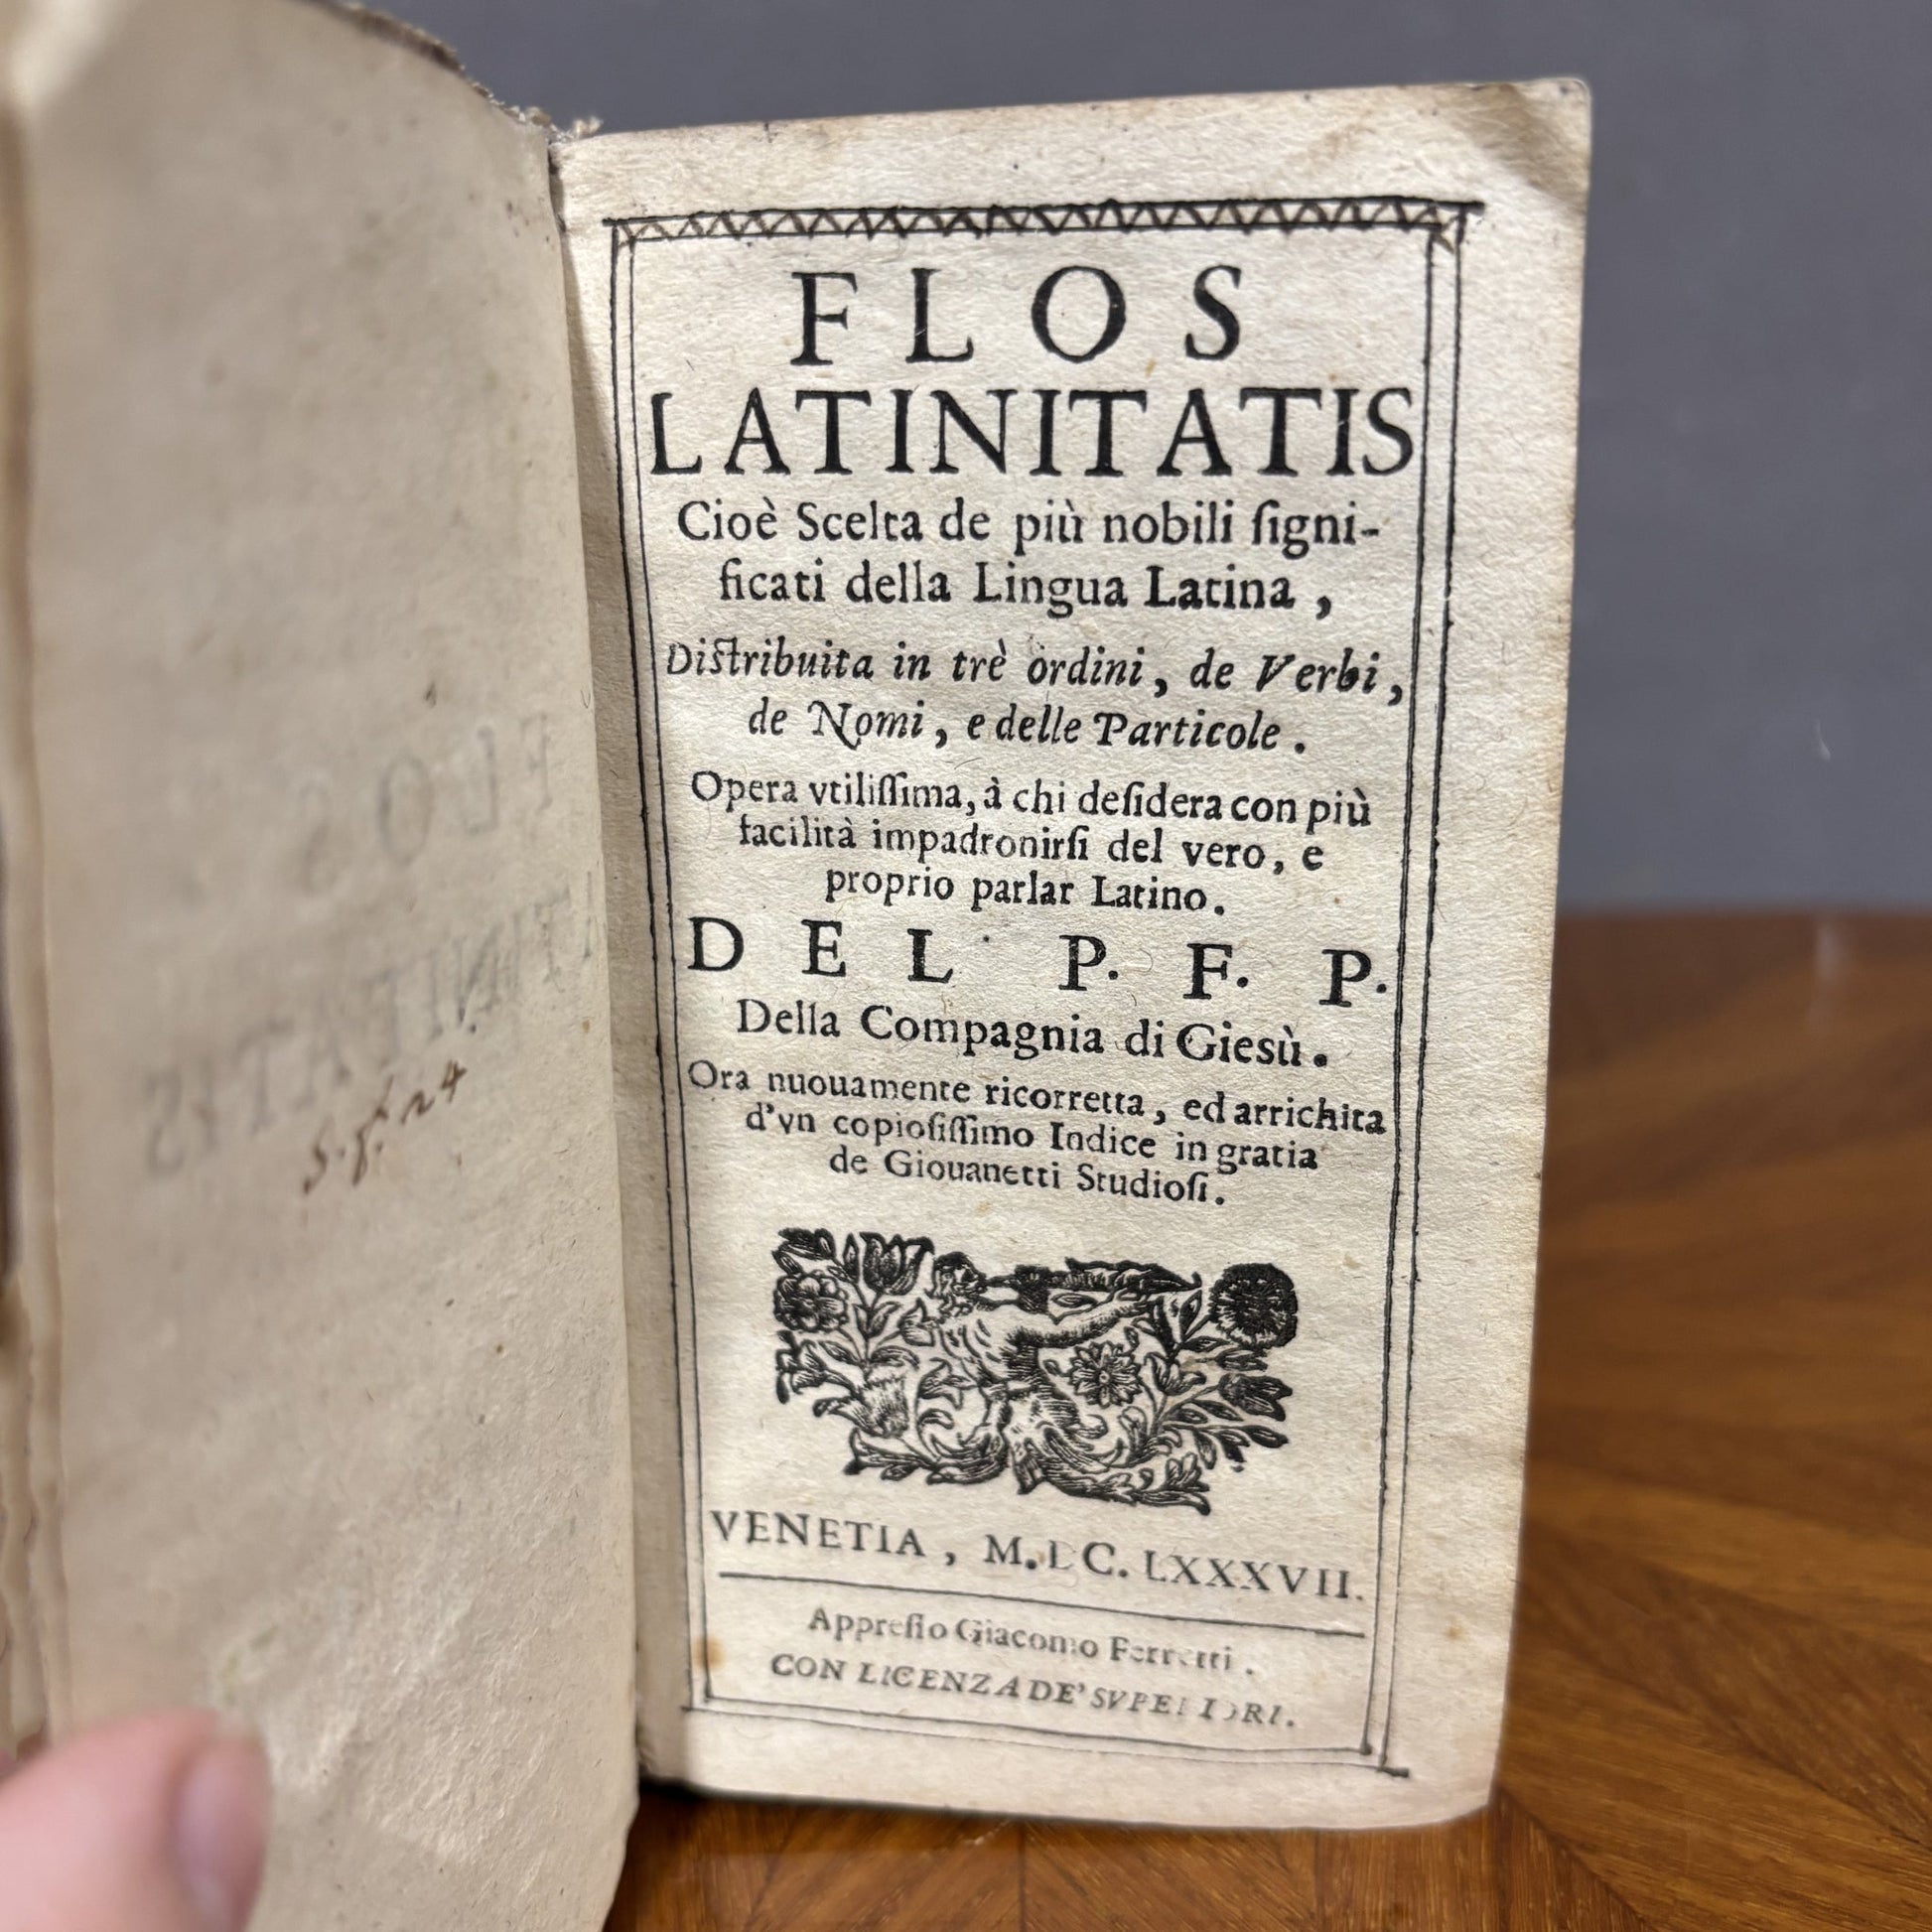 FLOS
LATINITATIS
Cioè Scelta de più nobili ſigni-
ficati della Lingua Latina ,
Diſtribuita in trè ordini , de Verbi ,
de Nomi , e delle Particole .
Opera vtiliſſima, à chi deſidera con più
facilità impadronirſi del vero , e
proprio parlar Latino .
DEL P. F. P.
Della Compagnia di Gieſù .
Ora nuouamente ricorretta , ed arrichita
d'vn copioſiſſimo Indice in gratia
de Giouanetti Studioſi .
VENETIA , M.DC. LXXXVII.
Appreſſo Giacomo Ferretti .
CON LICENZA DE' SVPERIORI .